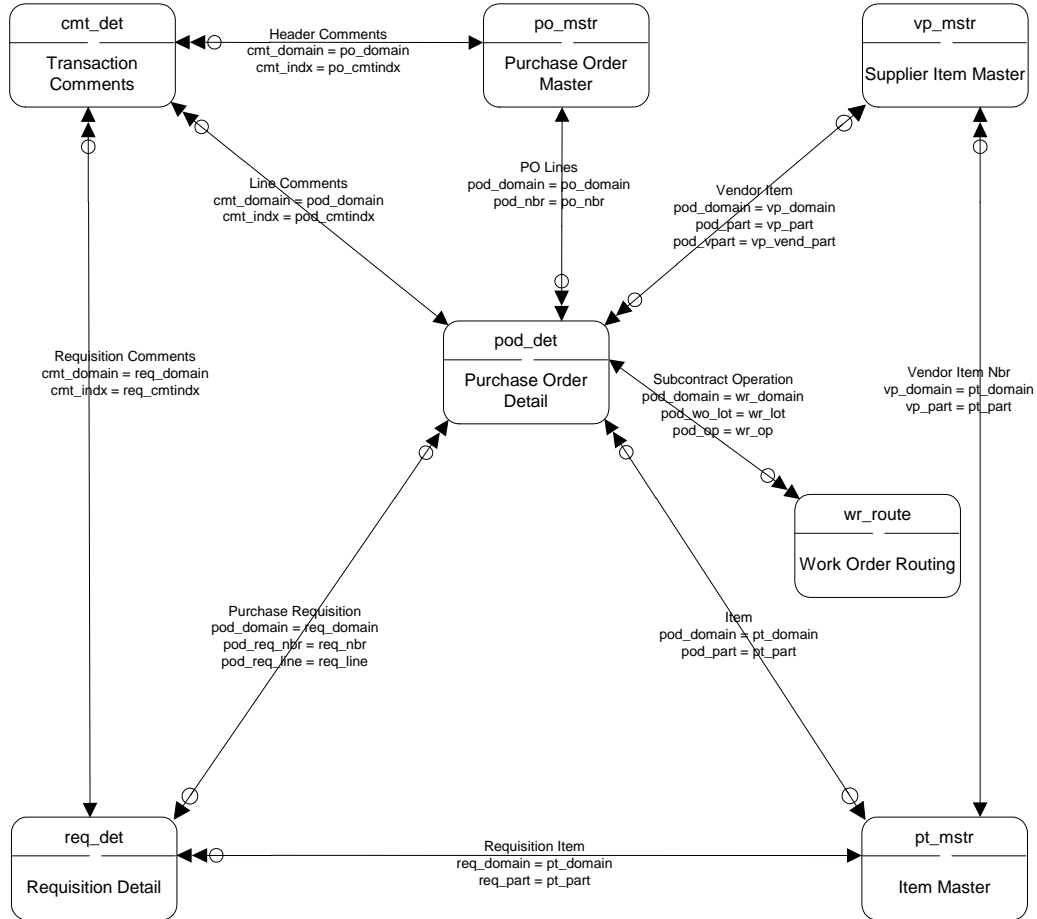 cmt_det
Transaction
Comments
Header Comments
cmt_domain = po_domain
cmt_indx = po_cmtindx
po_mstr
Purchase Order
Master
vp_mstr
Supplier Item Master
Line Comments
cmt_domain = pod_domain
cmt_indx = pod_cmtindx
PO Lines
pod_domain = po_domain
pod_nbr = po_nbr
Vendor Item
pod_domain = vp_domain
pod_part = vp_part
pod_vpart = vp_vend_part
Requisition Comments
cmt_domain = req_domain
cmt_indx = req_cmtindx
pod_det
Purchase Order
Detail
Subcontract Operation
pod_domain = wr_domain
pod_wo_lot = wr_lot
pod_op = wr_op
Vendor Item Nbr
vp_domain = pt_domain
vp_part = pt_part
wr_route
Work Order Routing
Purchase Requisition
pod_domain = req_domain
pod_req_nbr = req_nbr
pod_req_line = req_line
Item
pod_domain = pt_domain
pod_part = pt_part
req_det
Requisition Detail
Requisition Item
req_domain = pt_domain
req_part = pt_part
pt_mstr
Item Master